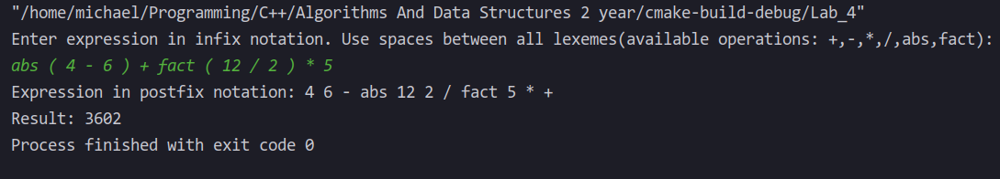 "/home/michael/Programming/C++/Algorithms And Data Structures 2 year/cmake-build-debug/Lab_4"
Enter expression in infix notation. Use spaces between all lexemes(available operations: +,-,*,/,abs,fact):
abs ( 4 - 6 ) + fact ( 12 / 2 ) * 5
Expression in postfix notation: 4 6 - abs 12 2 / fact 5 * +
Result: 3602
Process finished with exit code 0